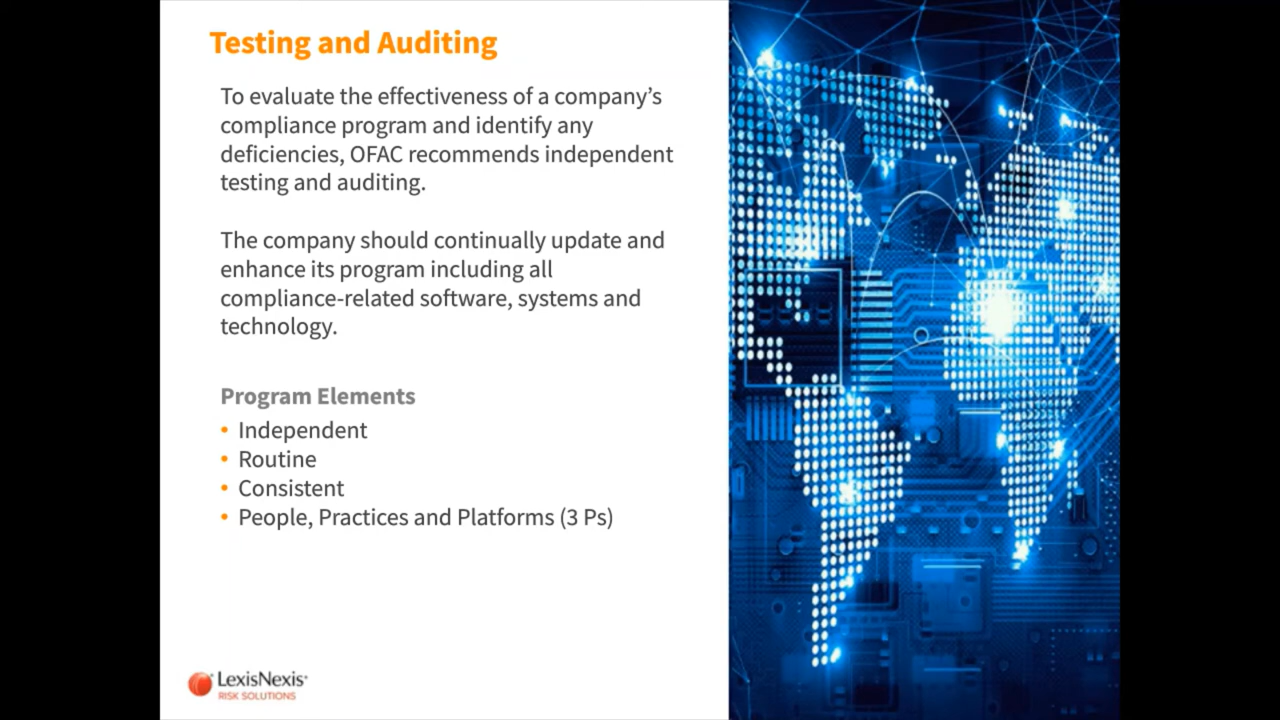 Testing and Auditing
To evaluate the effectiveness of a company’s
compliance program and identify any
deficiencies, OFAC recommends independent
testing and auditing.
The company should continually update and
enhance its program including all
compliance-related software, systems and
technology.
Program Elements
• Independent
• Routine
• Consistent
• People, Practices and Platforms (3 Ps)
LexisNexis
RISK SOLUTIONS